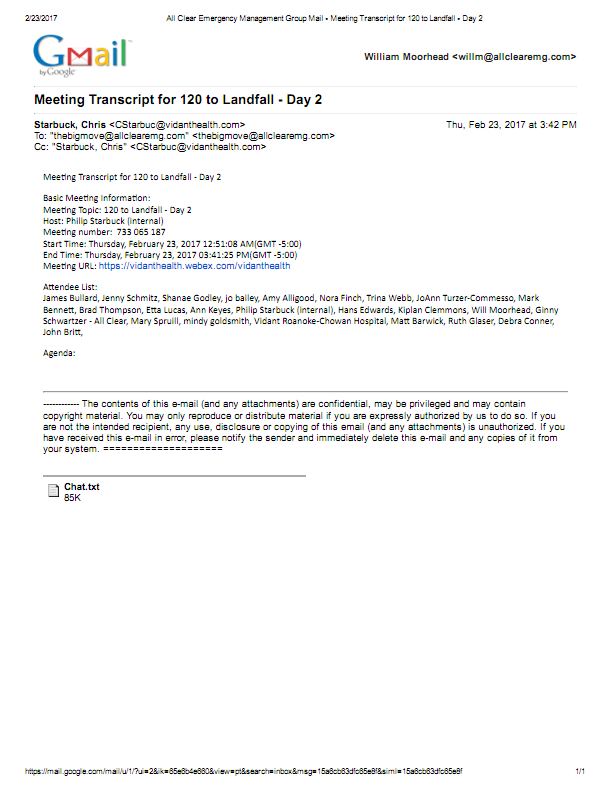 2/23/2017 All Clear Emergency Management Group Mail - Meeting Transcript for 120 to Landfall - Day 2
Gmail by Google
William Moorhead <willm@allclearemg.com>
Meeting Transcript for 120 to Landfall - Day 2
Starbuck, Chris <CStarbuc@vidanthealth.com> Thu, Feb 23, 2017 at 3:42 PM
To: "thebigmove@allclearemg.com" <thebigmove@allclearemg.com>
Cc: "Starbuck, Chris" <CStarbuc@vidanthealth.com>
Meeting Transcript for 120 to Landfall - Day 2
Basic Meeting Information:
Meeting Topic: 120 to Landfall - Day 2
Host: Philip Starbuck (internal)
Meeting number: 733 065 187
Start Time: Thursday, February 23, 2017 12:51:08 AM(GMT -5:00)
End Time: Thursday, February 23, 2017 03:41:25 PM(GMT -5:00)
Meeting URL: https://vidanthealth.webex.com/vidanthealth
Attendee List:
James Bullard, Jenny Schmitz, Shanae Godley, jo bailey, Amy Alligood, Nora Finch, Trina Webb, JoAnn Turzer-Commesso, Mark
Bennett, Brad Thompson, Etta Lucas, Ann Keyes, Philip Starbuck (internal), Hans Edwards, Kiplan Clemmons, Will Moorhead, Ginny
Schwartzer - All Clear, Mary Spruill, mindy goldsmith, Vidant Roanoke-Chowan Hospital, Matt Barwick, Ruth Glaser, Debra Conner,
John Britt,
Agenda:
------------ The contents of this e-mail (and any attachments) are confidential, may be privileged and may contain
copyright material. You may only reproduce or distribute material if you are expressly authorized by us to do so. If you
are not the intended recipient, any use, disclosure or copying of this email (and any attachments) is unauthorized. If you
have received this e-mail in error, please notify the sender and immediately delete this e-mail and any copies of it from
your system. ====================
Chat.txt
85K
https://mail.google.com/mail/u/1/?ui=2&ik=65e6b4e660&view=pt&search=inbox&msg=15a6cb63dfc65e8f&siml=15a6cb63dfc65e8f 1/1